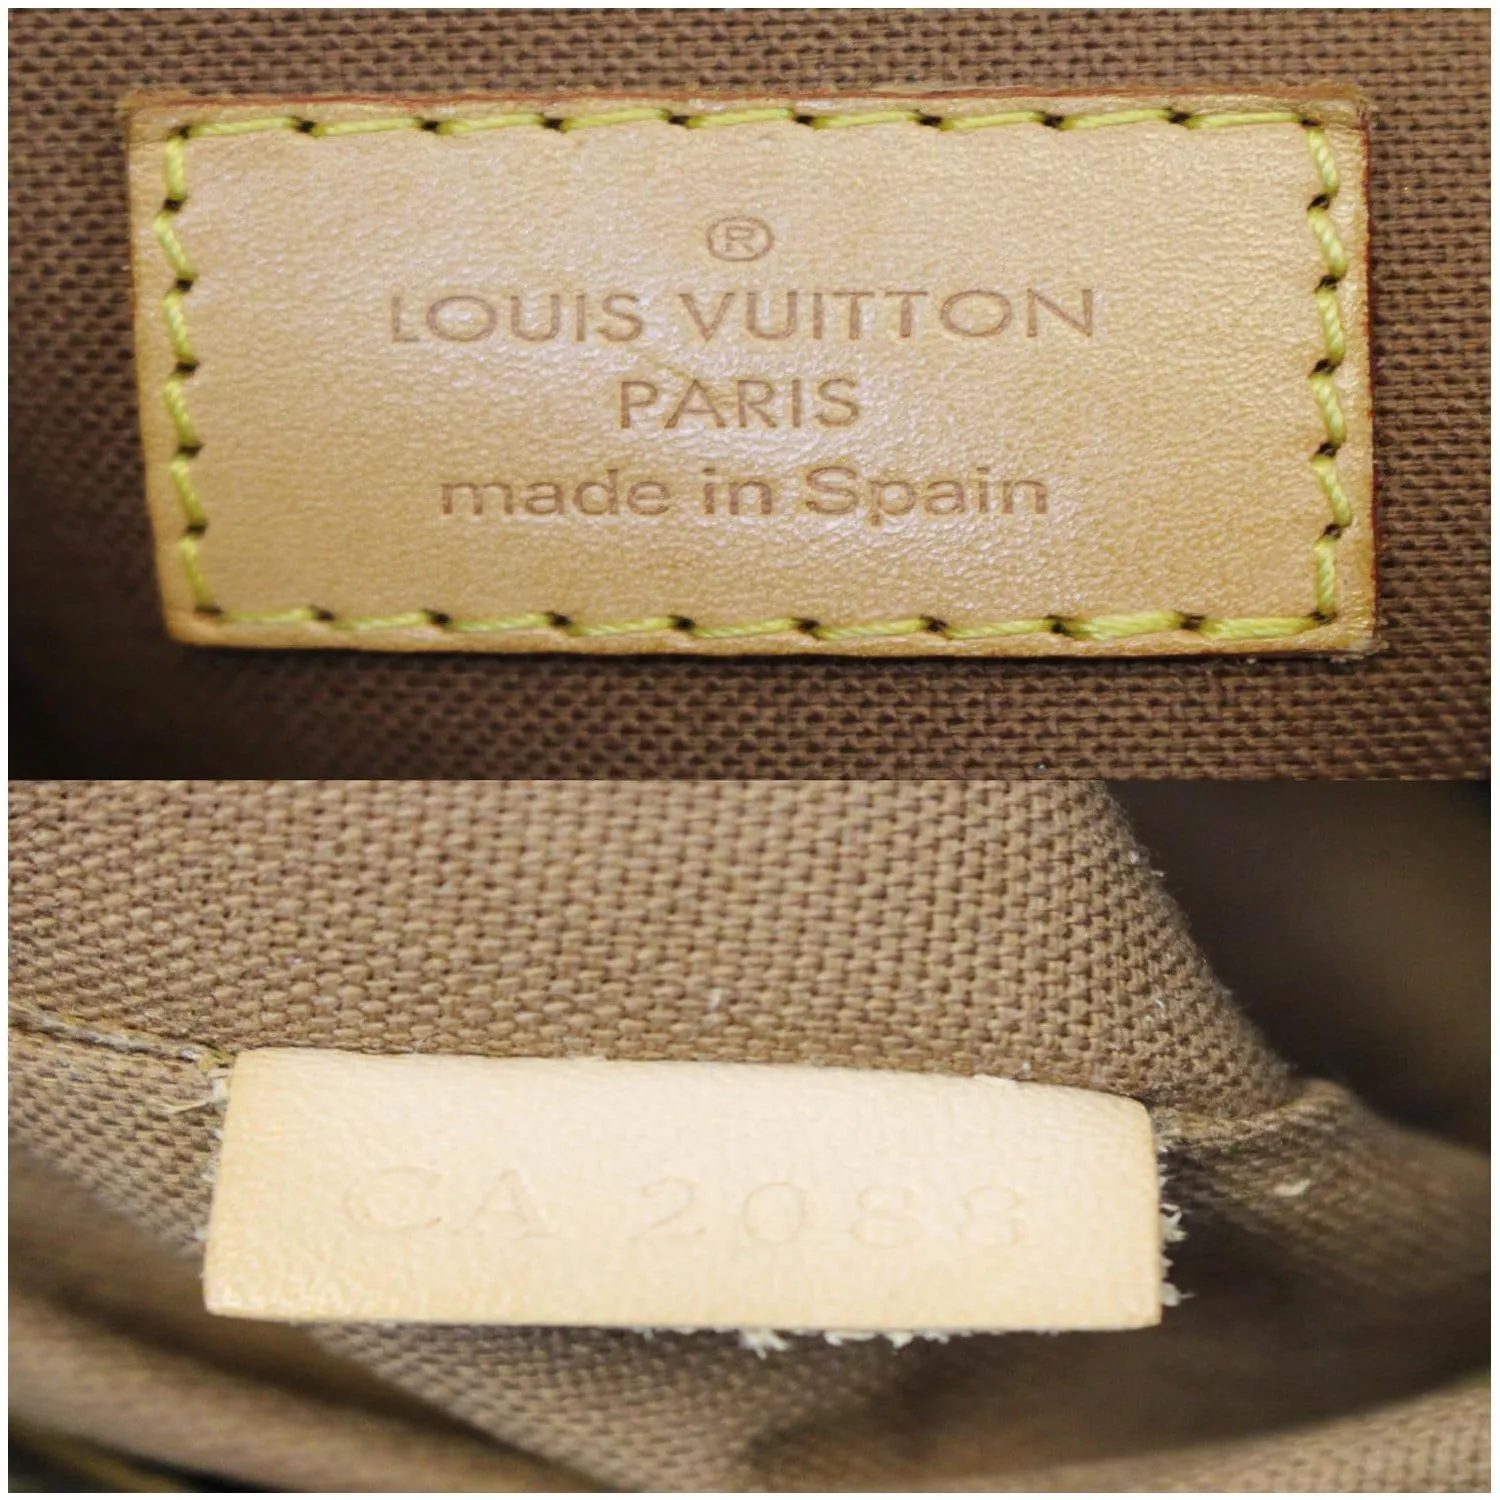 ®
LOUIS VUITTON
PARIS
made in Spain
CA 2088